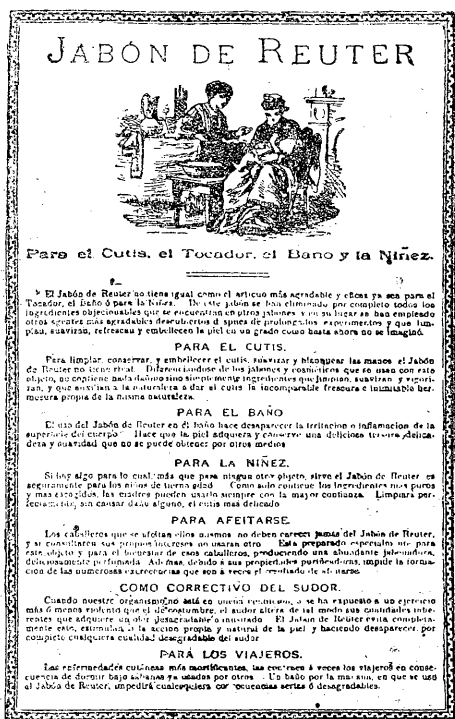 JABÓN DE REUTER
Para el Cutis, el Tocador, el Baño y la Niñez.
El Jabón de Reuter no tiene igual como el artículo más agradable y eficaz ya sea para el
Tocador, el Baño ó para la Niñez. De este jabón se han eliminado por completo todos los
ingredientes objecionables que se encuentran en otros jabones y en su lugar se han empleado
otros agentes más agradables descubiertos d spués de prolongados experimentos y que lim-
pian, suavizan, refrescan y embellecen la piel en un grado como hasta ahora no se imaginó.
PARA EL CUTIS.
Para limpiar, conservar, y embellecer el cutis, suavizar y blanquear las manos el Jabón
de Reuter no tiene rival. Diferenciándose de los jabones y cosméticos que se usan con este
objeto, no contiene nada dañino sino simplemente ingredientes que limpian, suavizan y vigori-
zan, y que auxilian á la naturaleza á dar al cutis la incomparable frescura é inimitable her-
mosura propia de la misma naturaleza.
PARA EL BAÑO
El uso del Jabón de Reuter en el baño hace desaparecer la irritación o inflamación de la
superficie del cuerpo. Hace que la piel adquiera y conserve una deliciosa tersura delica-
deza y suavidad que no se puede obtener por otros medios
PARA LA NIÑEZ.
Si hay algo para lo cual más que para ningun otro objeto, sirve el Jabón de Reuter es
seguramente para los niños de tierna edad. Como solo contiene los ingredientes mas puros
y mas escogidos, las madres pueden usarlo siempre con la mayor confianza. Limpiará per-
fectamente, sin causar daño alguno, el cutis mas delicado
PARA AFEITARSE.
Los caballeros que se afeitan ellos mismos no deben carecer jamas del Jabón de Reuter,
y si consultaren sus propios intereses no usaran otro. Está preparado especialm nte para
este objeto y para el bienestar de esos caballeros, produciendo una abundante jabonadura,
deliciosamente perfumada. Ademas, debido á sus propiedades purificadoras, impide la forma-
ción de las numerosas excrecencias que son á veces el resultado de afeitarse.
COMO CORRECTIVO DEL SUDOR.
Cuando nuestro organismo no está en buena condición, o se ha expuesto a un ejercicio
más ó menos violento que el de costumbre, el sudor altera de tal modo sus cualidades inhe-
rentes que adquiere un olor desagradable o insano. El Jabon de Reuter evita completa-
mente esto, estimula á la acción propia y natural de la piel y haciendo desaparecer por
completo cualquiera cualidad desagradable del sudor
PARÁ LOS VIAJEROS.
Las enfermedades cutáneas más mortificantes, las contraen á veces los viajeros en conse-
cuencia de dormir bajo sábanas ya usados por otros. Un baño por la mañana, en que se usó
el Jabón de Reuter, impedirá cualesquiera consecuencias serias ó desagradables.